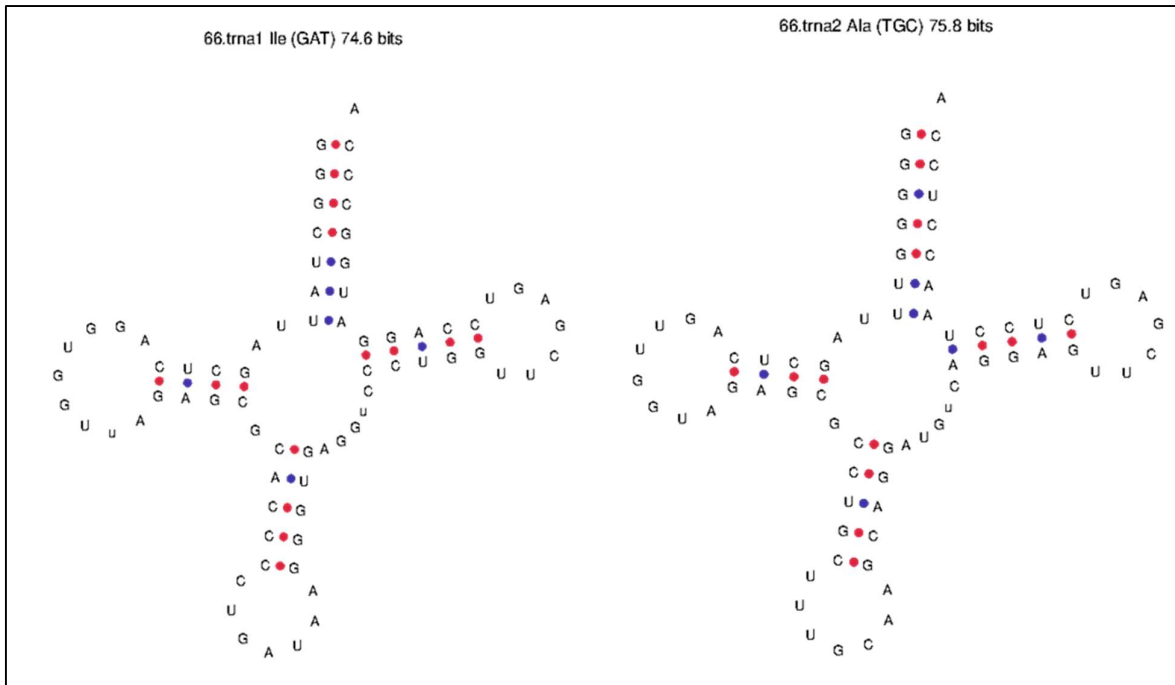 66.trna1 Ile (GAT) 74.6 bits
A
G C
G C
G C
C G
U G
A U
U A
U A
G C U C
A G G U G G U U u A
G A G C
G
C G
A U
C G
C G
C G
C A
U A
G U
A
G A G G u C C
G G A C C
U G A G C U U
G G U C C
66.trna2 Ala (TGC) 75.8 bits
A
G C
G C
G U
G C
G C
U A
U A
U A
G C U C
A G U U G G U A
G A G C
G
C G
C G
U A
G C
C G
U A
U A
U C
G
G A U G u C A
U C C U C
U G A G C U U
G A G G A